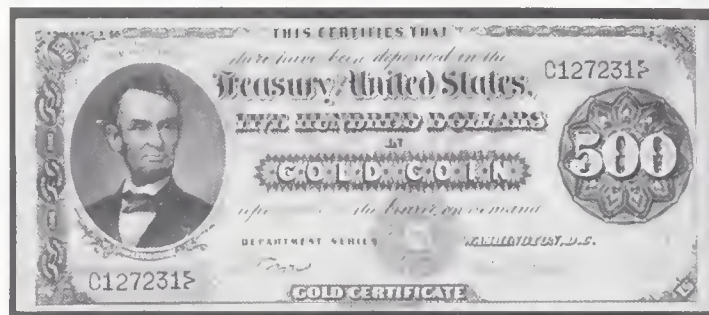 THIS CERTIFIES THAT
there have been deposited in the
Treasury of the United States,
C127231
FIVE HUNDRED DOLLARS
IN
GOLD COIN
500
to bearer on demand
DEPARTMENT SERIES
WASHINGTON, D.C.
C127231
GOLD CERTIFICATE